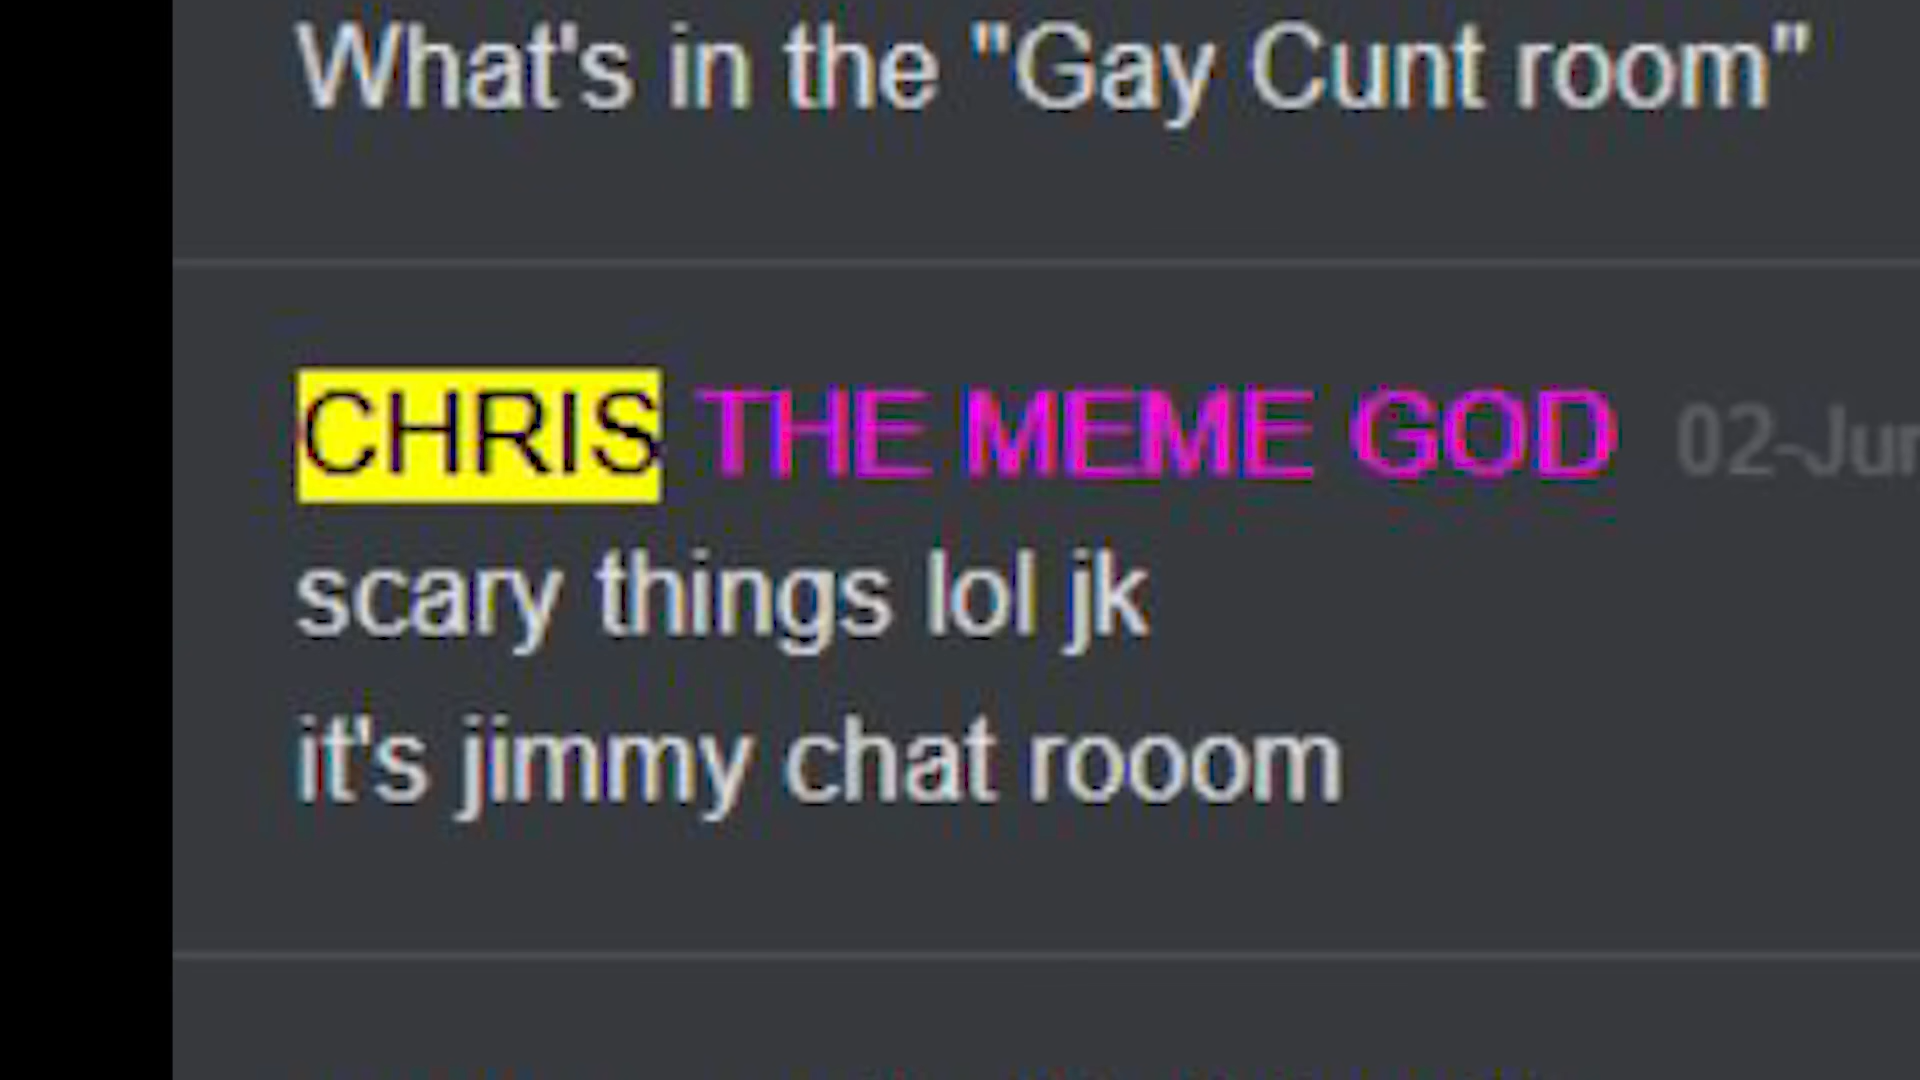 What's in the "Gay Cunt room"
CHRIS THE MEME GOD 02-Jun
scary things lol jk
it's jimmy chat rooom